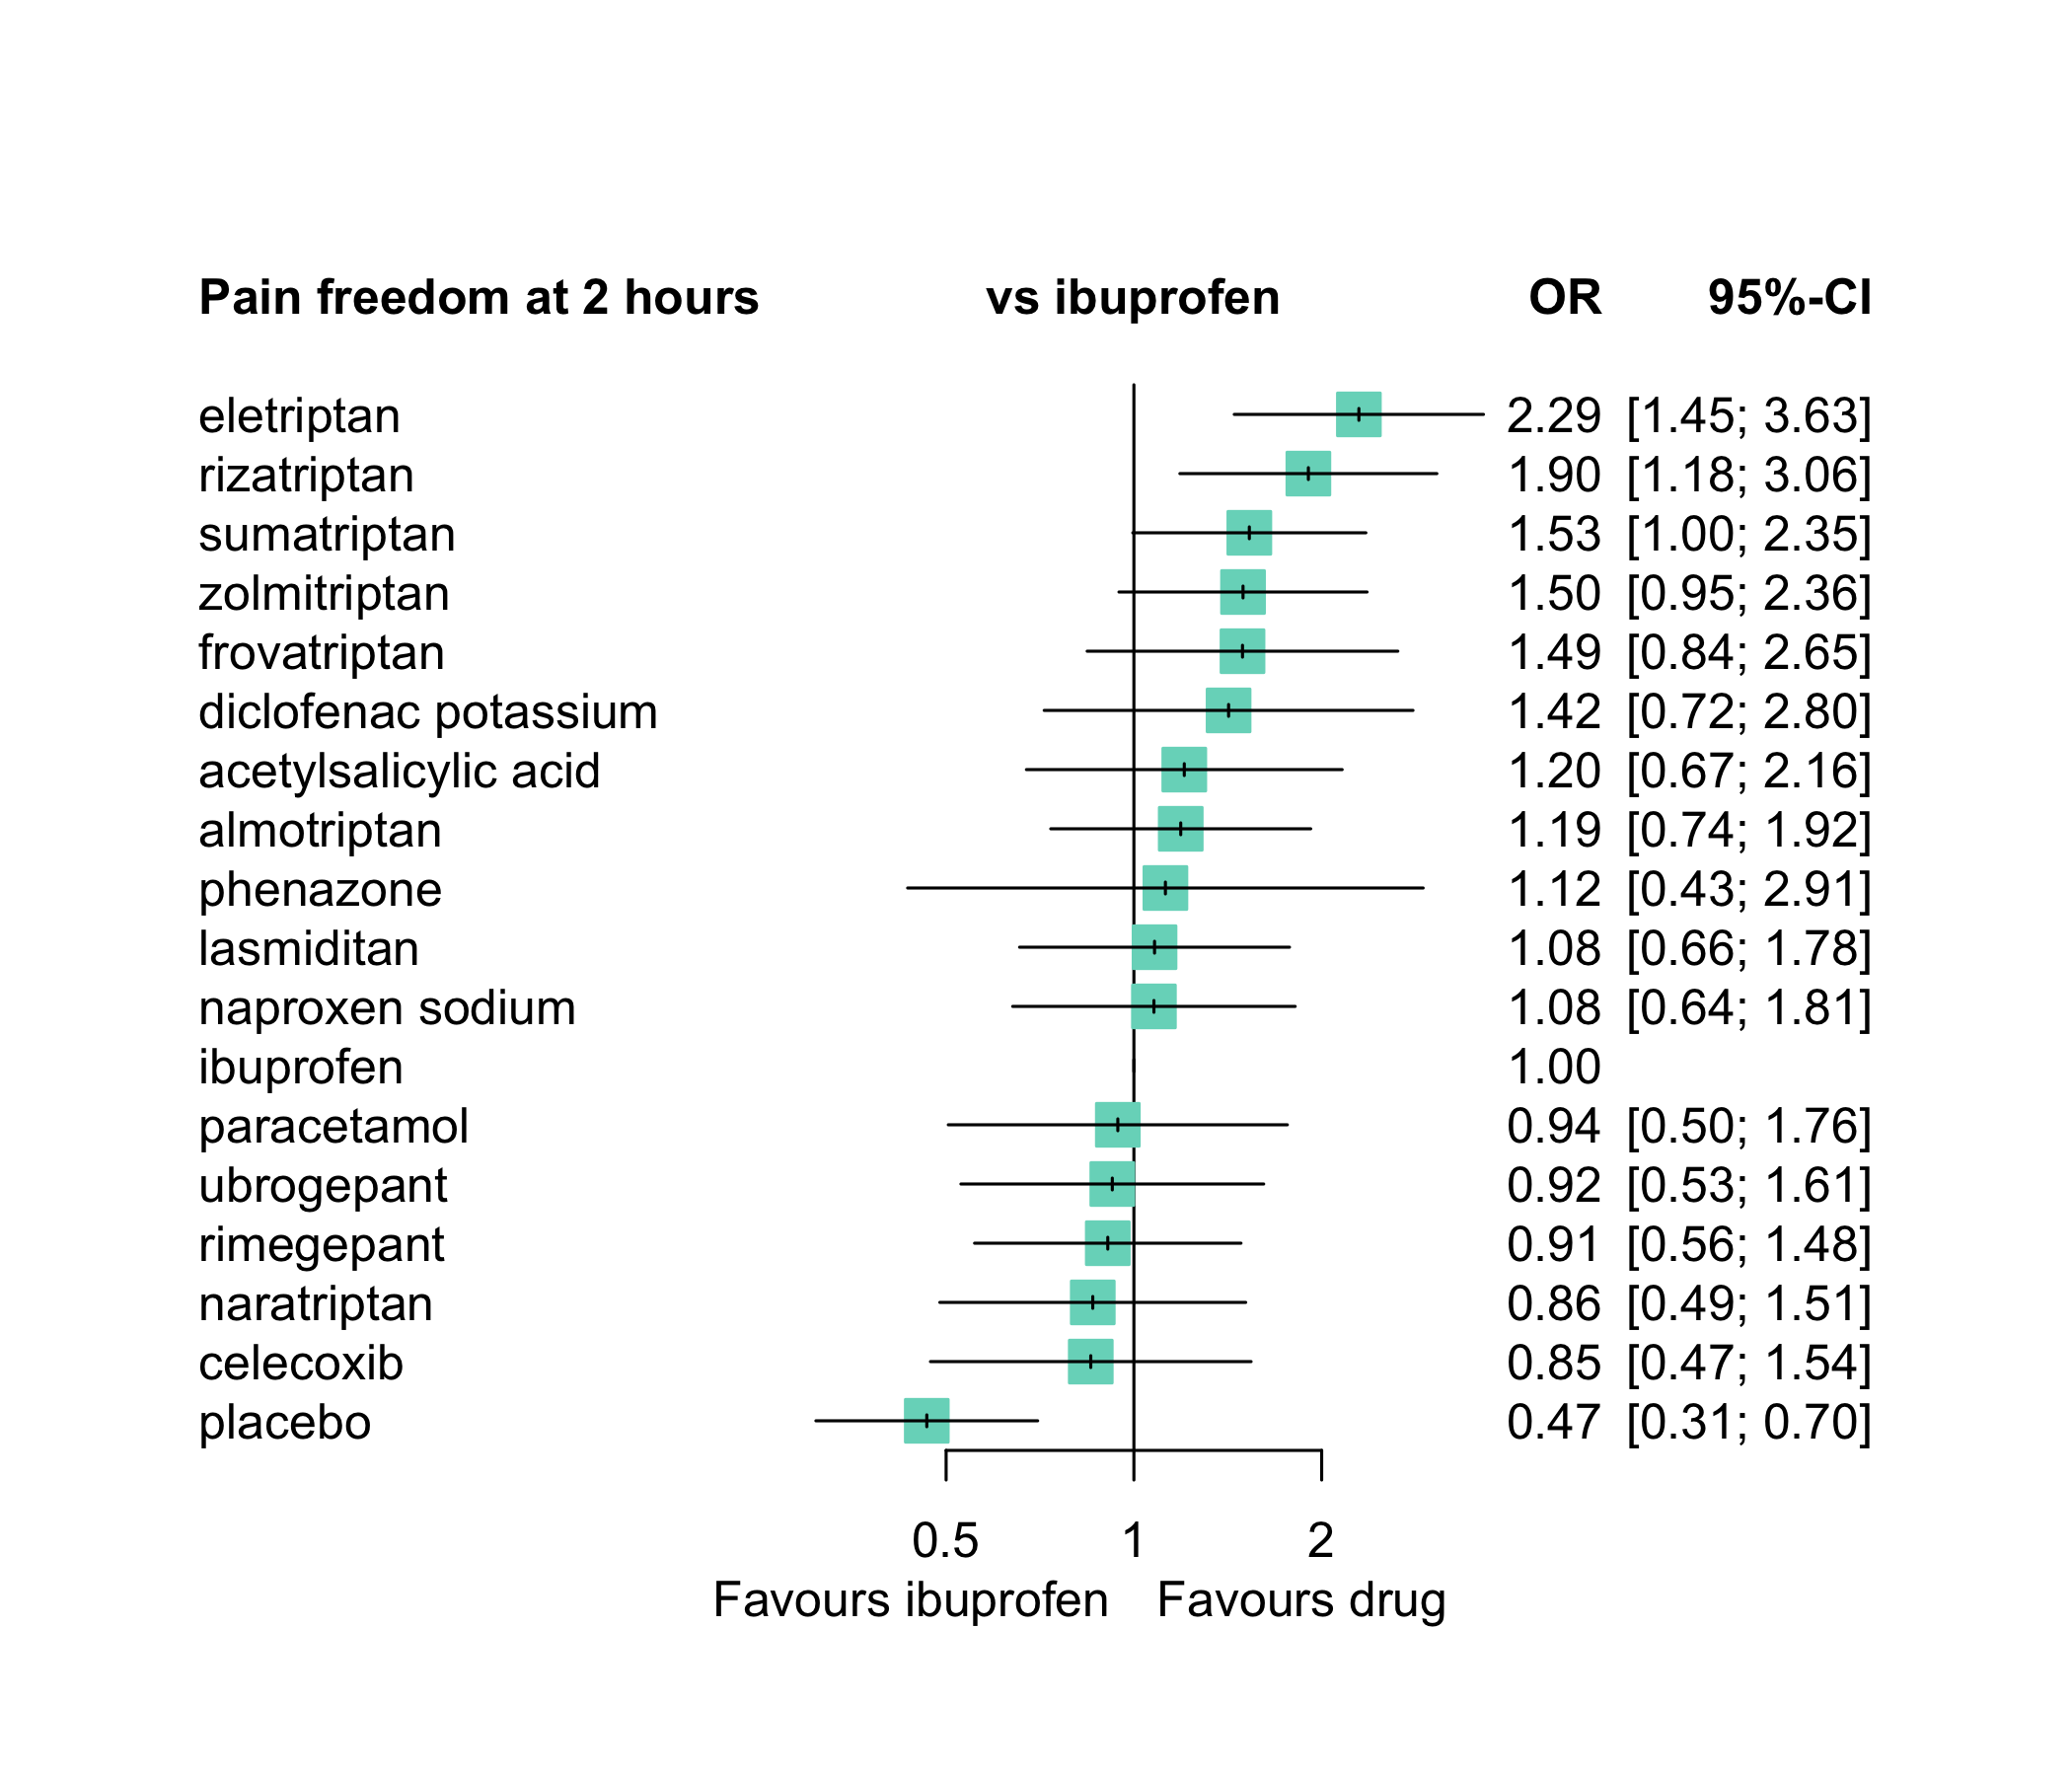 Pain freedom at 2 hours vs ibuprofen OR 95%-CI
eletriptan 2.29 [1.45; 3.63]
rizatriptan 1.90 [1.18; 3.06]
sumatriptan 1.53 [1.00; 2.35]
zolmitriptan 1.50 [0.95; 2.36]
frovatriptan 1.49 [0.84; 2.65]
diclofenac potassium 1.42 [0.72; 2.80]
acetylsalicylic acid 1.20 [0.67; 2.16]
almotriptan 1.19 [0.74; 1.92]
phenazone 1.12 [0.43; 2.91]
lasmiditan 1.08 [0.66; 1.78]
naproxen sodium 1.08 [0.64; 1.81]
ibuprofen 1.00
paracetamol 0.94 [0.50; 1.76]
ubrogepant 0.92 [0.53; 1.61]
rimegepant 0.91 [0.56; 1.48]
naratriptan 0.86 [0.49; 1.51]
celecoxib 0.85 [0.47; 1.54]
placebo 0.47 [0.31; 0.70]
0.5 1 2
Favours ibuprofen Favours drug